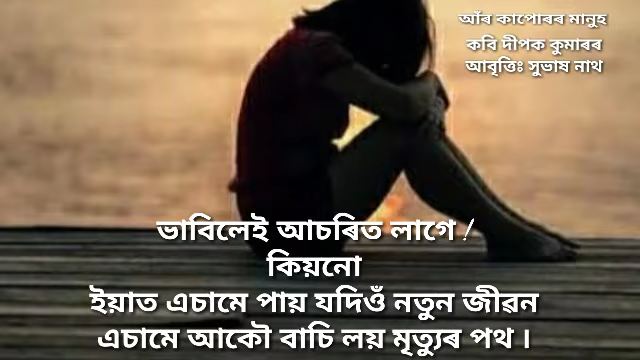 আঁৰ কাপোৰৰ মানুহ
কবি দীপক কুমাৰৰ
আবৃত্তিঃ সুভাষ নাথ
ভাবিলেই আচৰিত লাগে !
কিয়নো
ইয়াত এচামে পায় যদিওঁ নতুন জীৱন
এচামে আকৌ বাচি লয় মৃত্যুৰ পথ ।